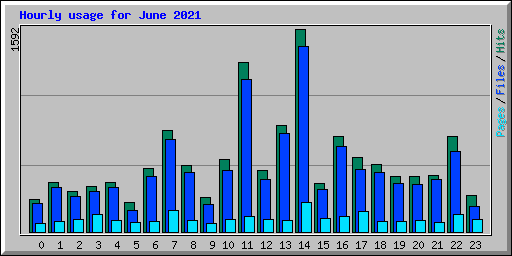 Hourly usage for June 2021
1592
Pages/Files/Hits
0 1 2 3 4 5 6 7 8 9 10 11 12 13 14 15 16 17 18 19 20 21 22 23